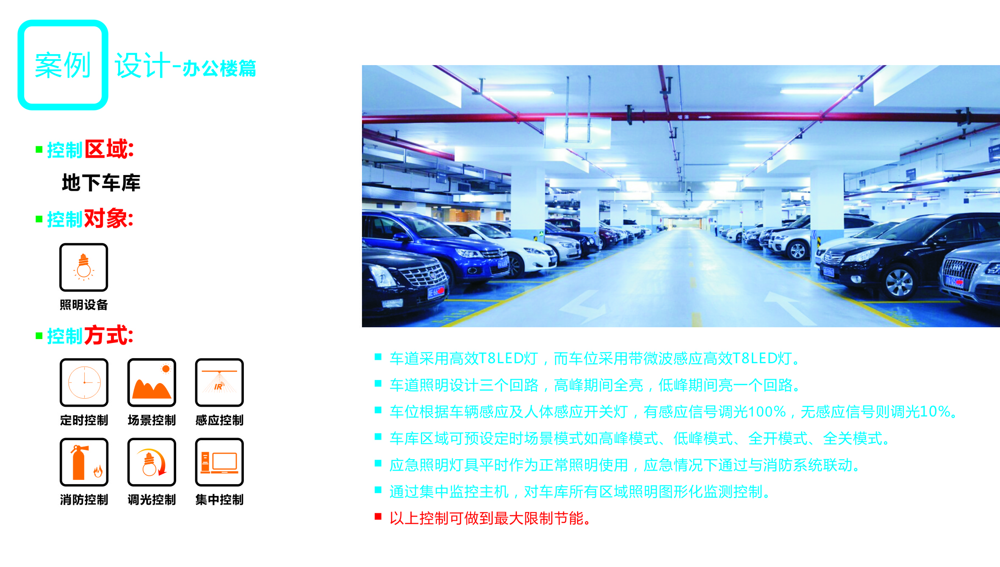 案例设计-办公楼篇
控制区域:
地下车库
控制对象:
照明设备
控制方式:
定时控制 场景控制 感应控制
IR
消防控制 调光控制 集中控制
喷淋
车道采用高效T8LED灯，而车位采用带微波感应高效T8LED灯。
车道照明设计三个回路，高峰期间全亮，低峰期间亮一个回路。
车位根据车辆感应及人体感应开关灯，有感应信号调光100%，无感应信号则调光10%。
车库区域可预设定时场景模式如高峰模式、低峰模式、全开模式、全关模式。
应急照明灯具平时作为正常照明使用，应急情况下通过与消防系统联动。
通过集中监控主机，对车库所有区域照明图形化监测控制。
以上控制可做到最大限制节能。